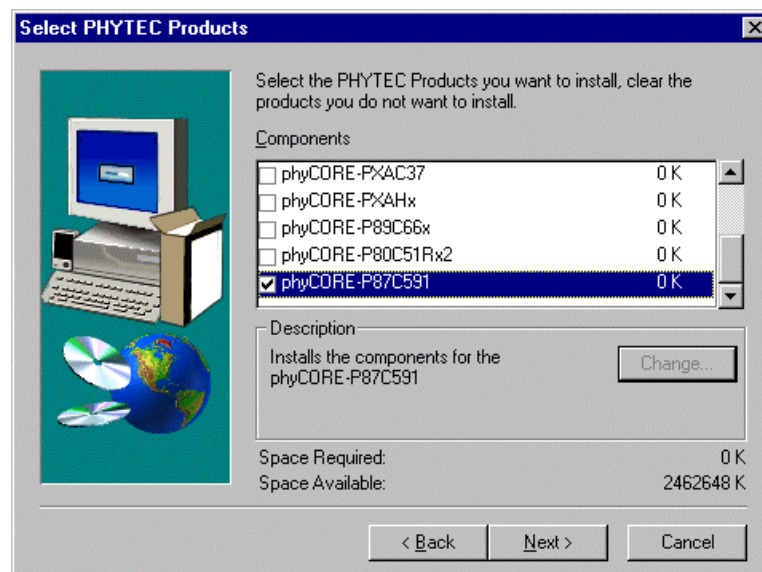 Select PHYTEC Products
Select the PHYTEC Products you want to install, clear the
products you do not want to install.
Components
phyCORE-PXAC37 0 K
phyCORE-PXAHx 0 K
phyCORE-P89C66x 0 K
phyCORE-P80C51Rx2 0 K
phyCORE-P87C591 0 K
Description
Installs the components for the
phyCORE-P87C591
Change...
Space Required: 0 K
Space Available: 2462648 K
< Back
Next >
Cancel